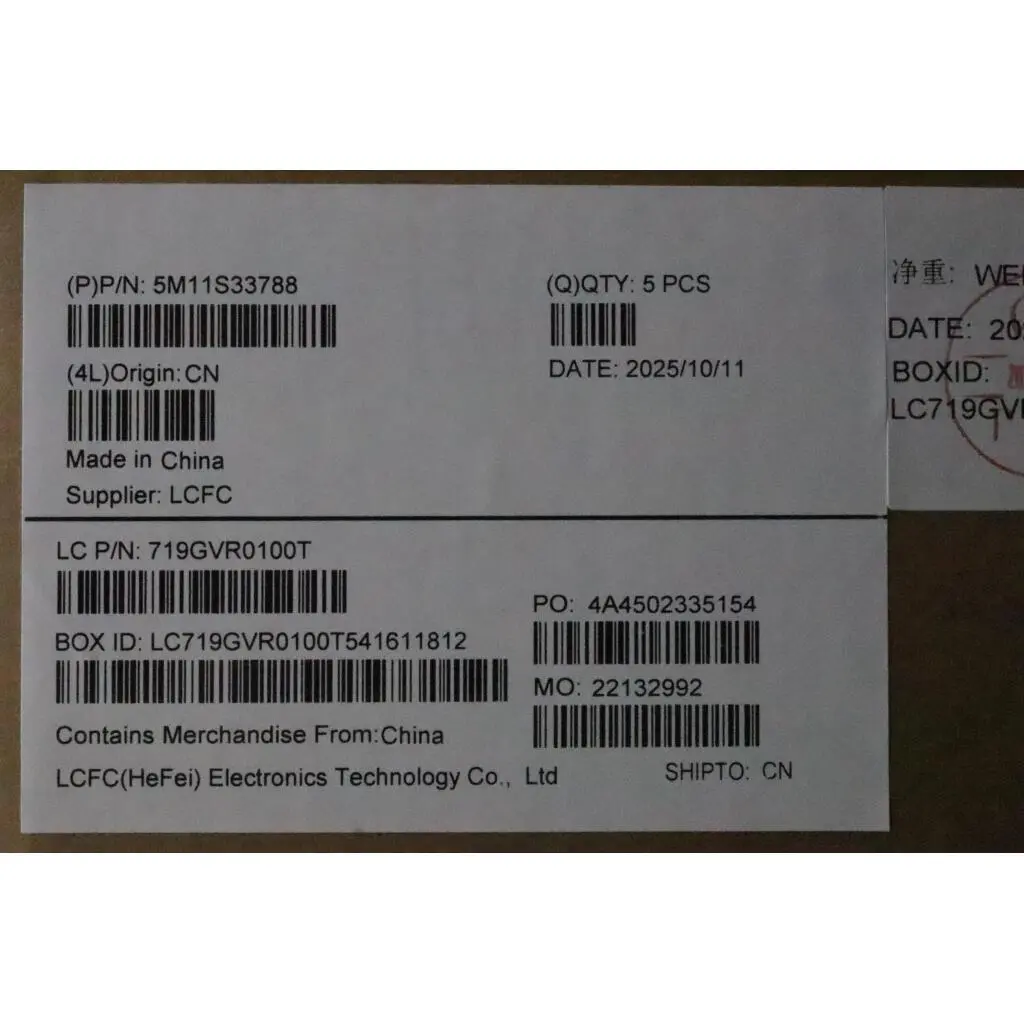 (P)P/N: 5M11S33788
(Q)QTY: 5 PCS
DATE: 2025/10/11
(4L)Origin:CN
Made in China
Supplier: LCFC
LC P/N: 719GVR0100T
BOX ID: LC719GVR0100T541611812
PO: 4A4502335154
MO: 22132992
Contains Merchandise From:China
LCFC(HeFei) Electronics Technology Co., Ltd
SHIPTO: CN
净重:
DATE: 20
BOXID:
LC719GV